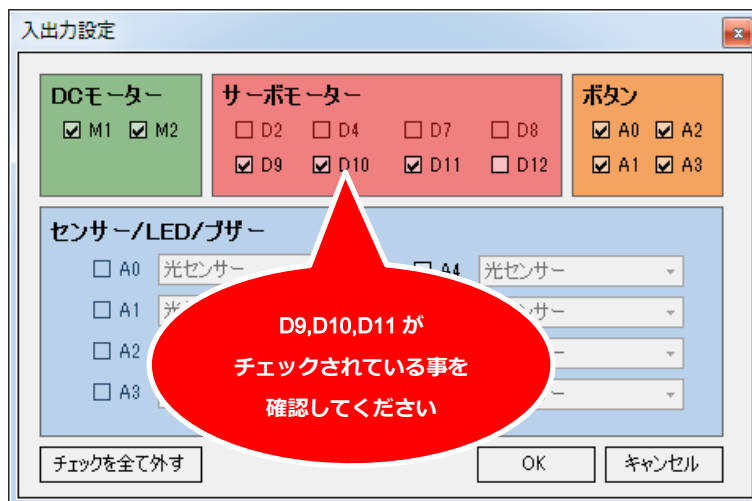 入出力設定
DCモーター
M1 M2
サーボモーター
D2 D4 D7 D8
D9 D10 D11 D12
ボタン
A0 A2
A1 A3
センサー/LED/ブザー
A0 光センサー
A4 光センサー
A1
A2
A3
D9,D10,D11 が
チェックされている事を
確認してください
チェックを全て外す
OK
キャンセル